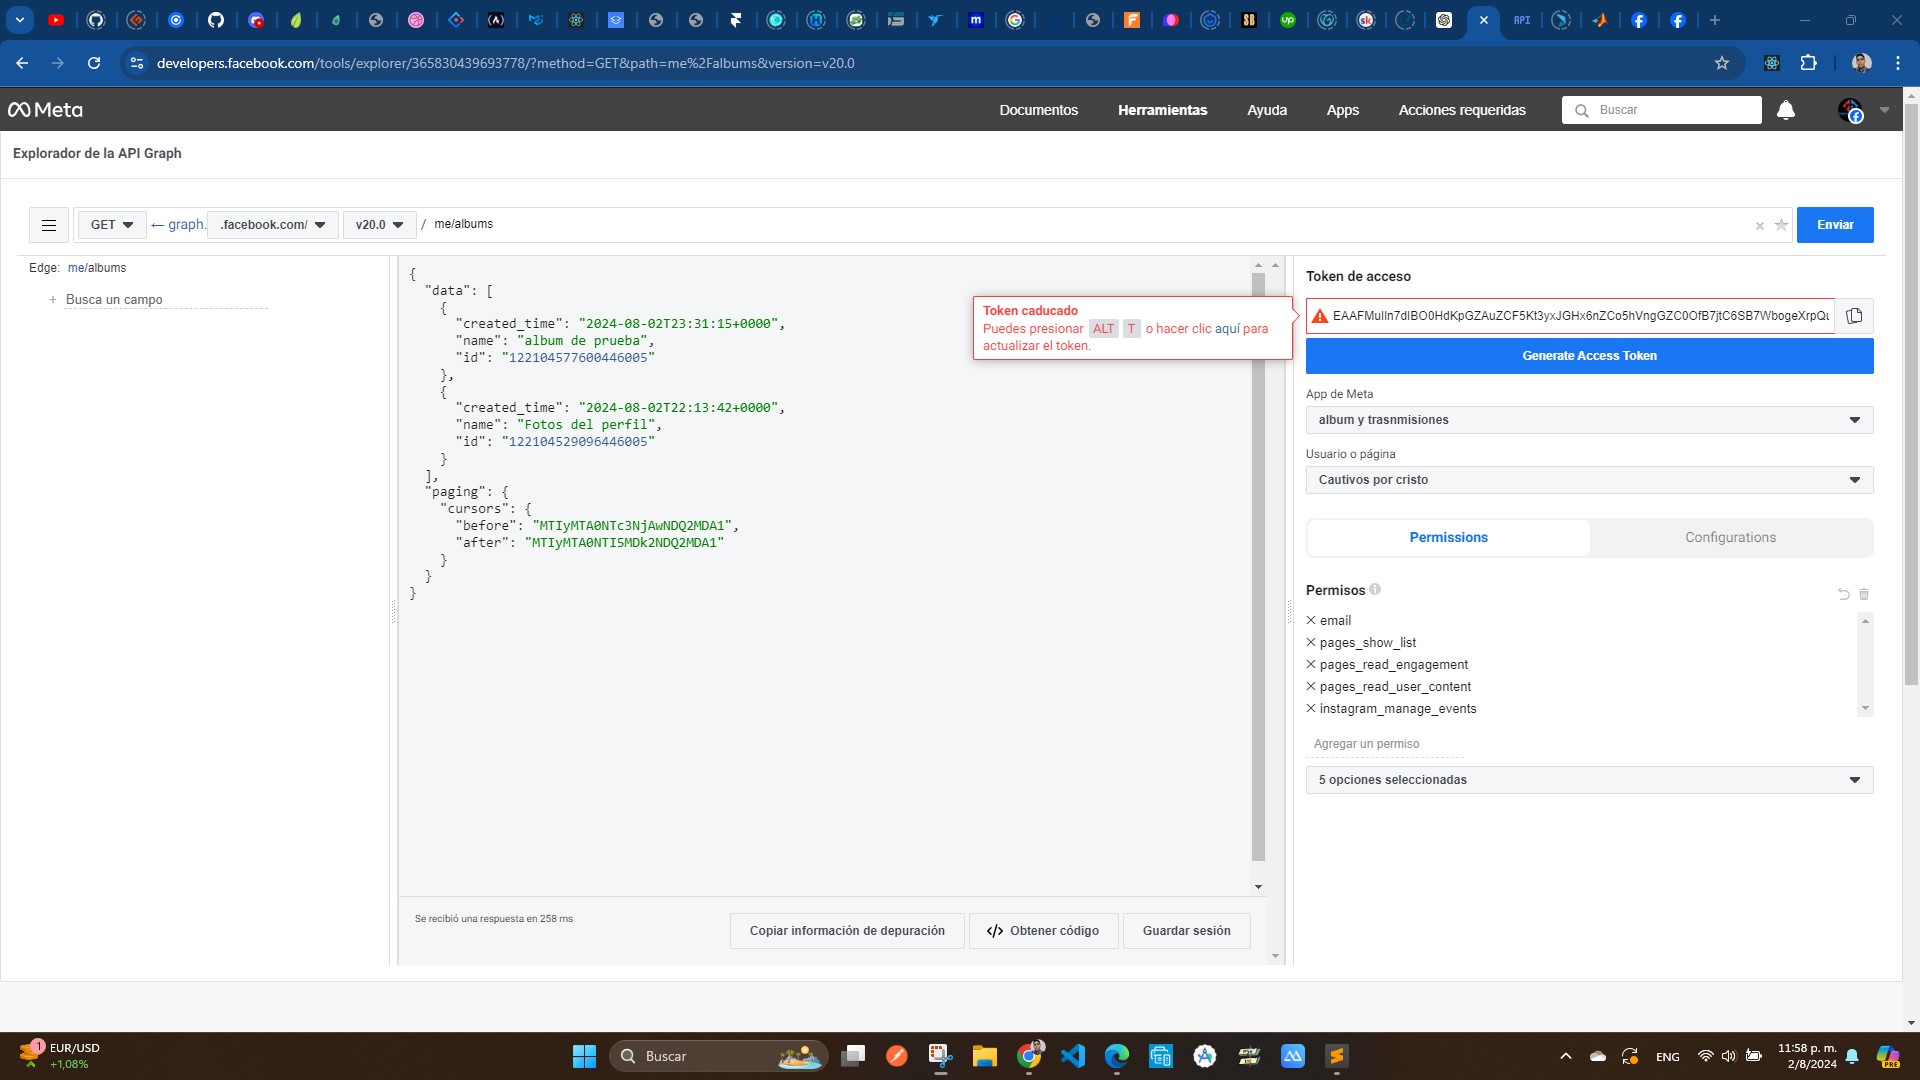 developers.facebook.com/tools/explorer/365830439693778/?method=GET&path=me%2Falbums&version=v20.0
Meta
Documentos
Herramientas
Ayuda
Apps
Acciones requeridas
Buscar
Explorador de la API Graph
GET
← graph.
.facebook.com/
v20.0
/ me/albums
Enviar
Edge: me/albums
+ Busca un campo
{
"data": [
{
"created_time": "2024-08-02T23:31:15+0000",
"name": "album de prueba",
"id": "122104577600446005"
},
{
"created_time": "2024-08-02T22:13:42+0000",
"name": "Fotos del perfil",
"id": "122104529096446005"
}
],
"paging": {
"cursors": {
"before": "MTIyMTA0NTc3NjAwNDQ2MDA1",
"after": "MTIyMTA0NTI5MDk2NDQ2MDA1"
}
}
}
Token caducado
Puedes presionar ALT T o hacer clic aquí para
actualizar el token.
Se recibió una respuesta en 258 ms
Copiar información de depuración
</> Obtener código
Guardar sesión
Token de acceso
Generate Access Token
App de Meta
album y trasnmisiones
Usuario o página
Cautivos por cristo
Permissions
Configurations
Permisos
email
pages_show_list
pages_read_engagement
pages_read_user_content
instagram_manage_events
Agregar un permiso
5 opciones seleccionadas
1
EUR/USD
+1,08%
Buscar
ENG
11:58 p. m.
2/8/2024